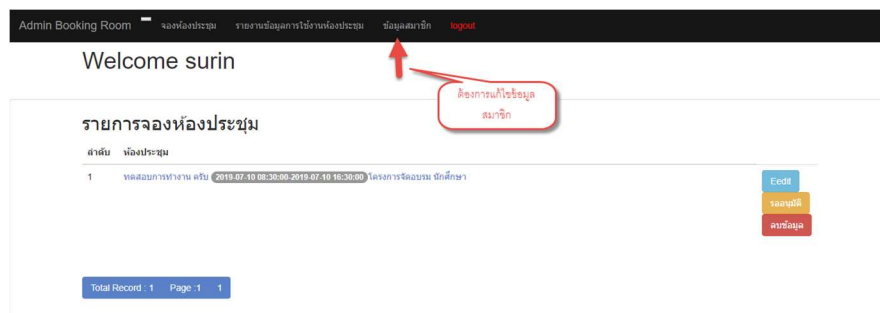 Admin Booking Room จองห้องประชุม รายงานข้อมูลการใช้งานห้องประชุม ข้อมูลสมาชิก logout
Welcome surin
ต้องการแก้ไขข้อมูล
สมาชิก
รายการจองห้องประชุม
ลำดับ ห้องประชุม
1 ทดสอบการทำงาน ครับ 2019-07-10 08:30:00-2019-07-10 16:30:00 โครงการจัดอบรม นักศึกษา
Eedit
รออนุมัติ
ลบข้อมูล
Total Record : 1 Page :1 1